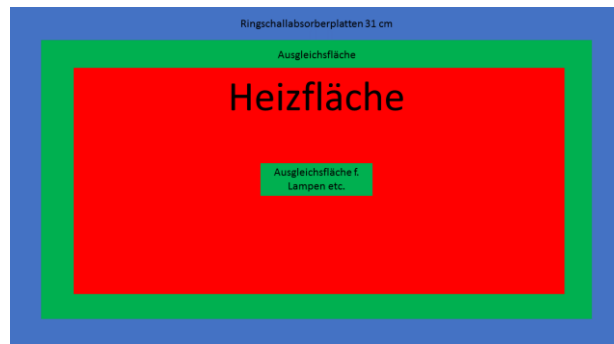 Ringschallabsorberplatten 31 cm
Ausgleichsfläche
Heizfläche
Ausgleichsfläche f.
Lampen etc.